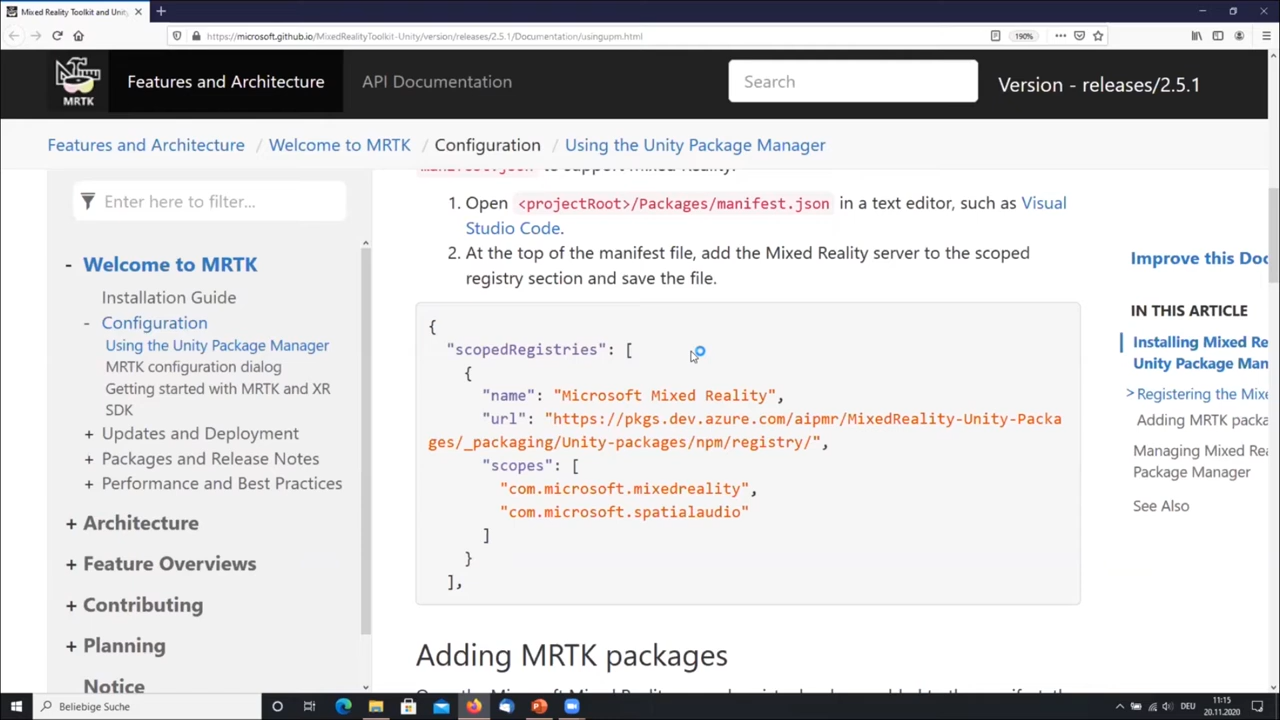 Mixed Reality Toolkit and Unity
https://microsoft.github.io/MixedRealityToolkit-Unity/version/releases/2.5.1/Documentation/usingupm.html
190%
MRTK
Features and Architecture
API Documentation
Search
Version - releases/2.5.1
Features and Architecture / Welcome to MRTK / Configuration / Using the Unity Package Manager
Enter here to filter...
- Welcome to MRTK
Installation Guide
- Configuration
Using the Unity Package Manager
MRTK configuration dialog
Getting started with MRTK and XR
SDK
+ Updates and Deployment
+ Packages and Release Notes
+ Performance and Best Practices
+ Architecture
+ Feature Overviews
+ Contributing
+ Planning
Notice
manifest.json to support Mixed Reality.
1. Open <projectRoot>/Packages/manifest.json in a text editor, such as Visual
Studio Code.
2. At the top of the manifest file, add the Mixed Reality server to the scoped
registry section and save the file.
{
"scopedRegistries": [
{
"name": "Microsoft Mixed Reality",
"url": "https://pkgs.dev.azure.com/aipmr/MixedReality-Unity-Packa
ges/_packaging/Unity-packages/npm/registry/",
"scopes": [
"com.microsoft.mixedreality",
"com.microsoft.spatialaudio"
]
}
],
Adding MRTK packages
Improve this Doc
IN THIS ARTICLE
Installing Mixed Re
Unity Package Man
> Registering the Mixe
Adding MRTK packa
Managing Mixed Rea
Package Manager
See Also
Beliebige Suche
DEU
11:15
20.11.2020